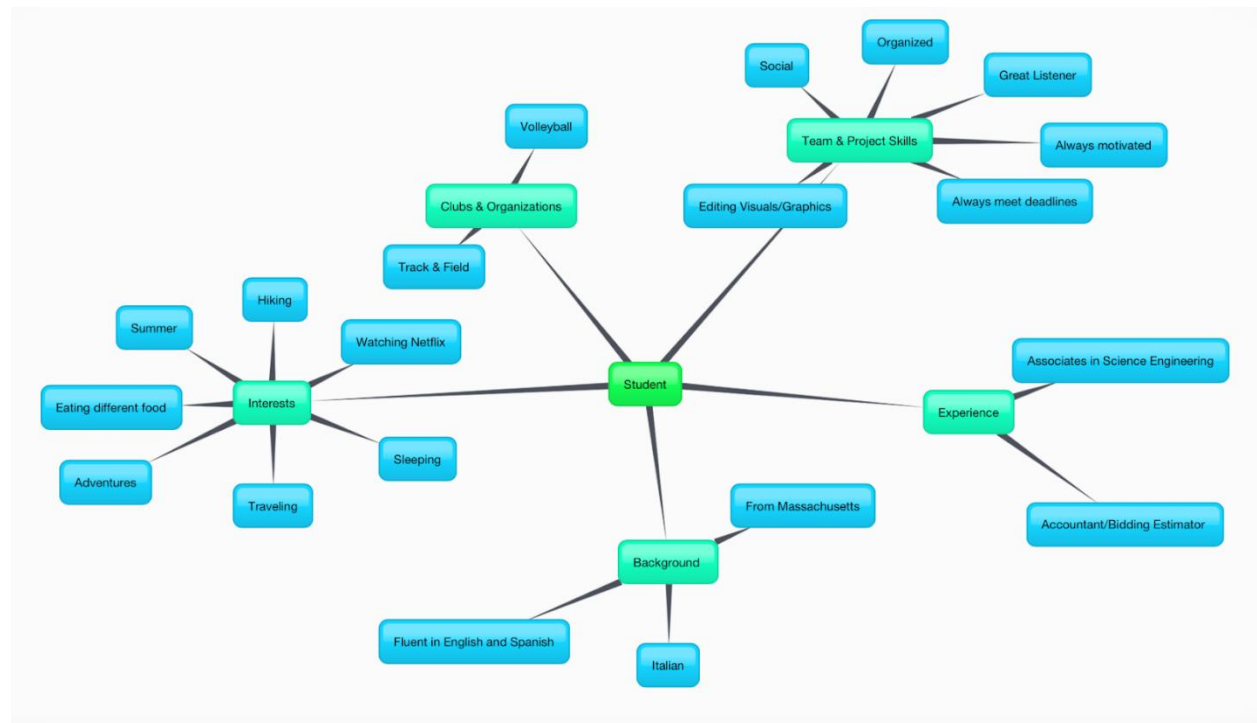 Organized
Social
Great Listener
Volleyball
Team & Project Skills
Always motivated
Clubs & Organizations
Editing Visuals/Graphics
Always meet deadlines
Track & Field
Hiking
Summer
Watching Netflix
Associates in Science Engineering
Student
Interests
Eating different food
Experience
Sleeping
Adventures
Traveling
From Massachusetts
Accountant/Bidding Estimator
Background
Fluent in English and Spanish
Italian